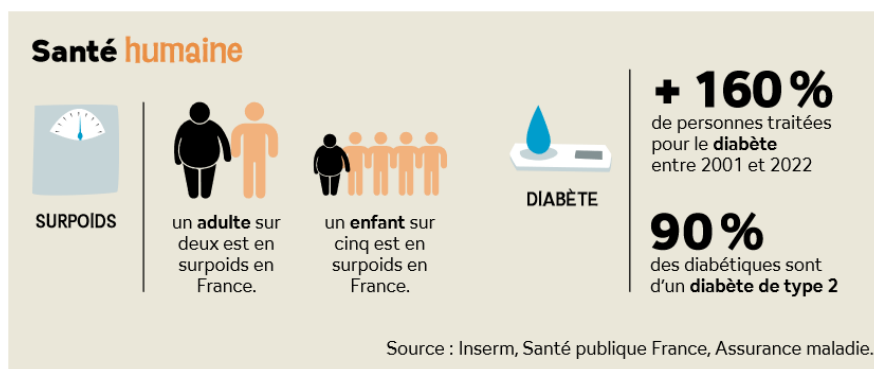 Santé humaine
SURPOIDS
un adulte sur
deux est en
surpoids en
France.
un enfant sur
cinq est en
surpoids en
France.
DIABÈTE
+ 160 %
de personnes traitées
pour le diabète
entre 2001 et 2022
90 %
des diabétiques sont
d'un diabète de type 2
Source : Inserm, Santé publique France, Assurance maladie.